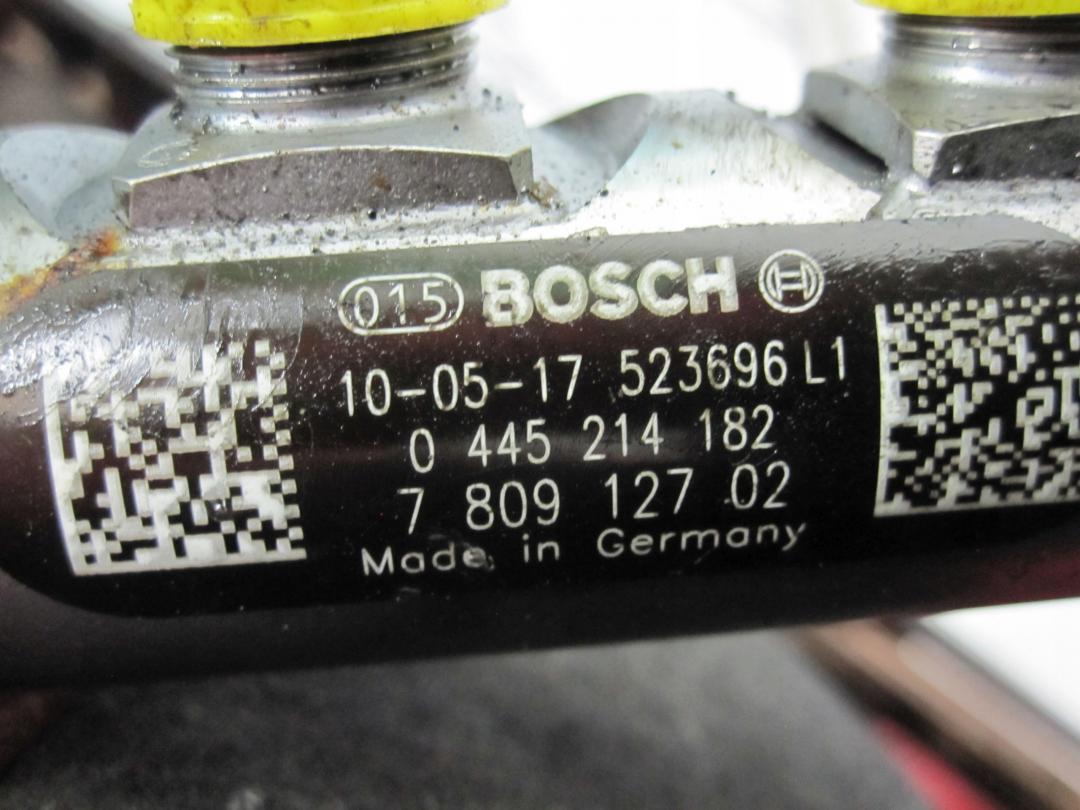 015 BOSCH
10-05-17 523696 L1
0 445 214 182
7 809 127 02
Made in Germany